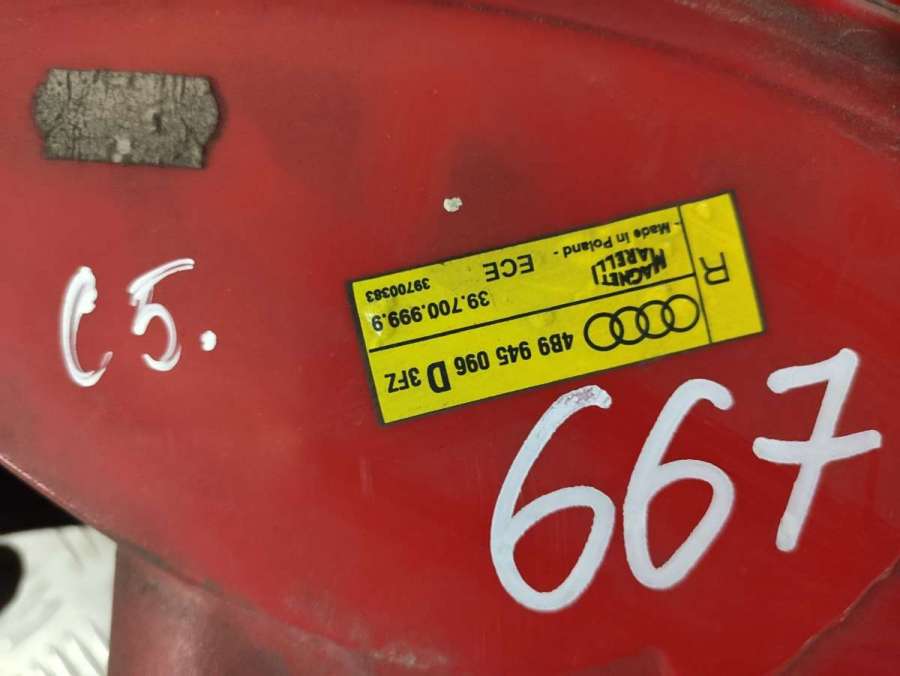 C5.
R
4B9 945 096 D 3FZ
39.700.999.9
MAGNETI
MARELLI
ECE
- Made in Poland -
39700383
667